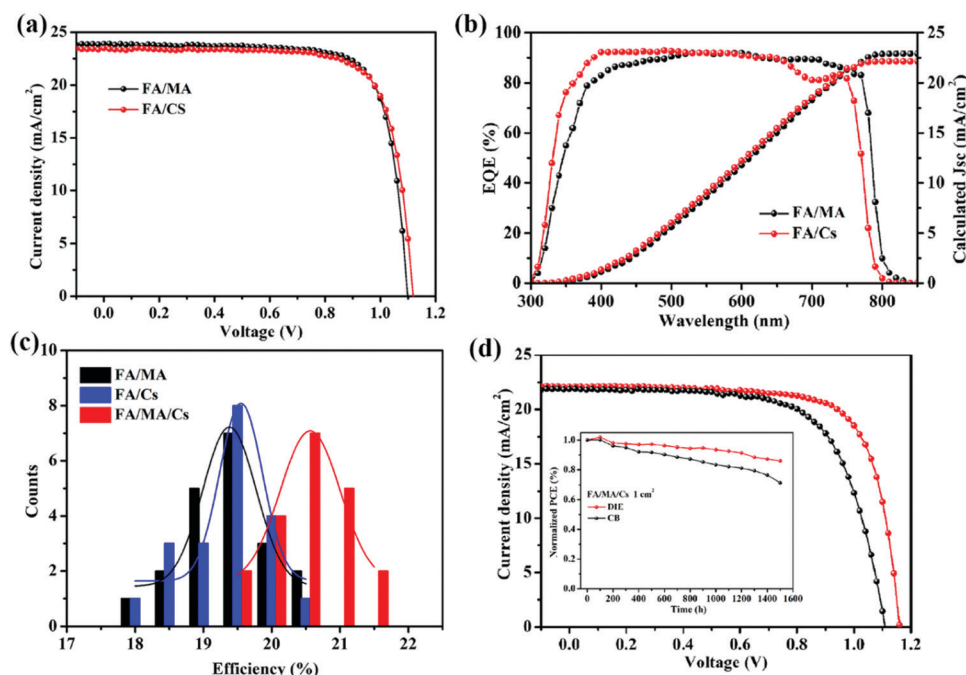 (a)
25
20
15
10
5
0
Current density (mA/cm²)
FA/MA
FA/CS
0.0 0.2 0.4 0.6 0.8 1.0 1.2
Voltage (V)
(b)
100
80
60
40
20
0
EQE (%)
25
20
15
10
5
0
Calculated Jsc (mA/cm²)
FA/MA
FA/Cs
300 400 500 600 700 800
Wavelength (nm)
(c)
10
8
6
4
2
0
Counts
FA/MA
FA/Cs
FA/MA/Cs
17 18 19 20 21 22
Efficiency (%)
(d)
25
20
15
10
5
0
Current density (mA/cm²)
1.0
0.8
0.6
0.4
0.2
0.0
Normalized PCE (%)
FA/MA/Cs 1 cm²
DIE
CB
0 200 400 600 800 1000 1200 1400 1600
Time (h)
0.0 0.2 0.4 0.6 0.8 1.0 1.2
Voltage (V)